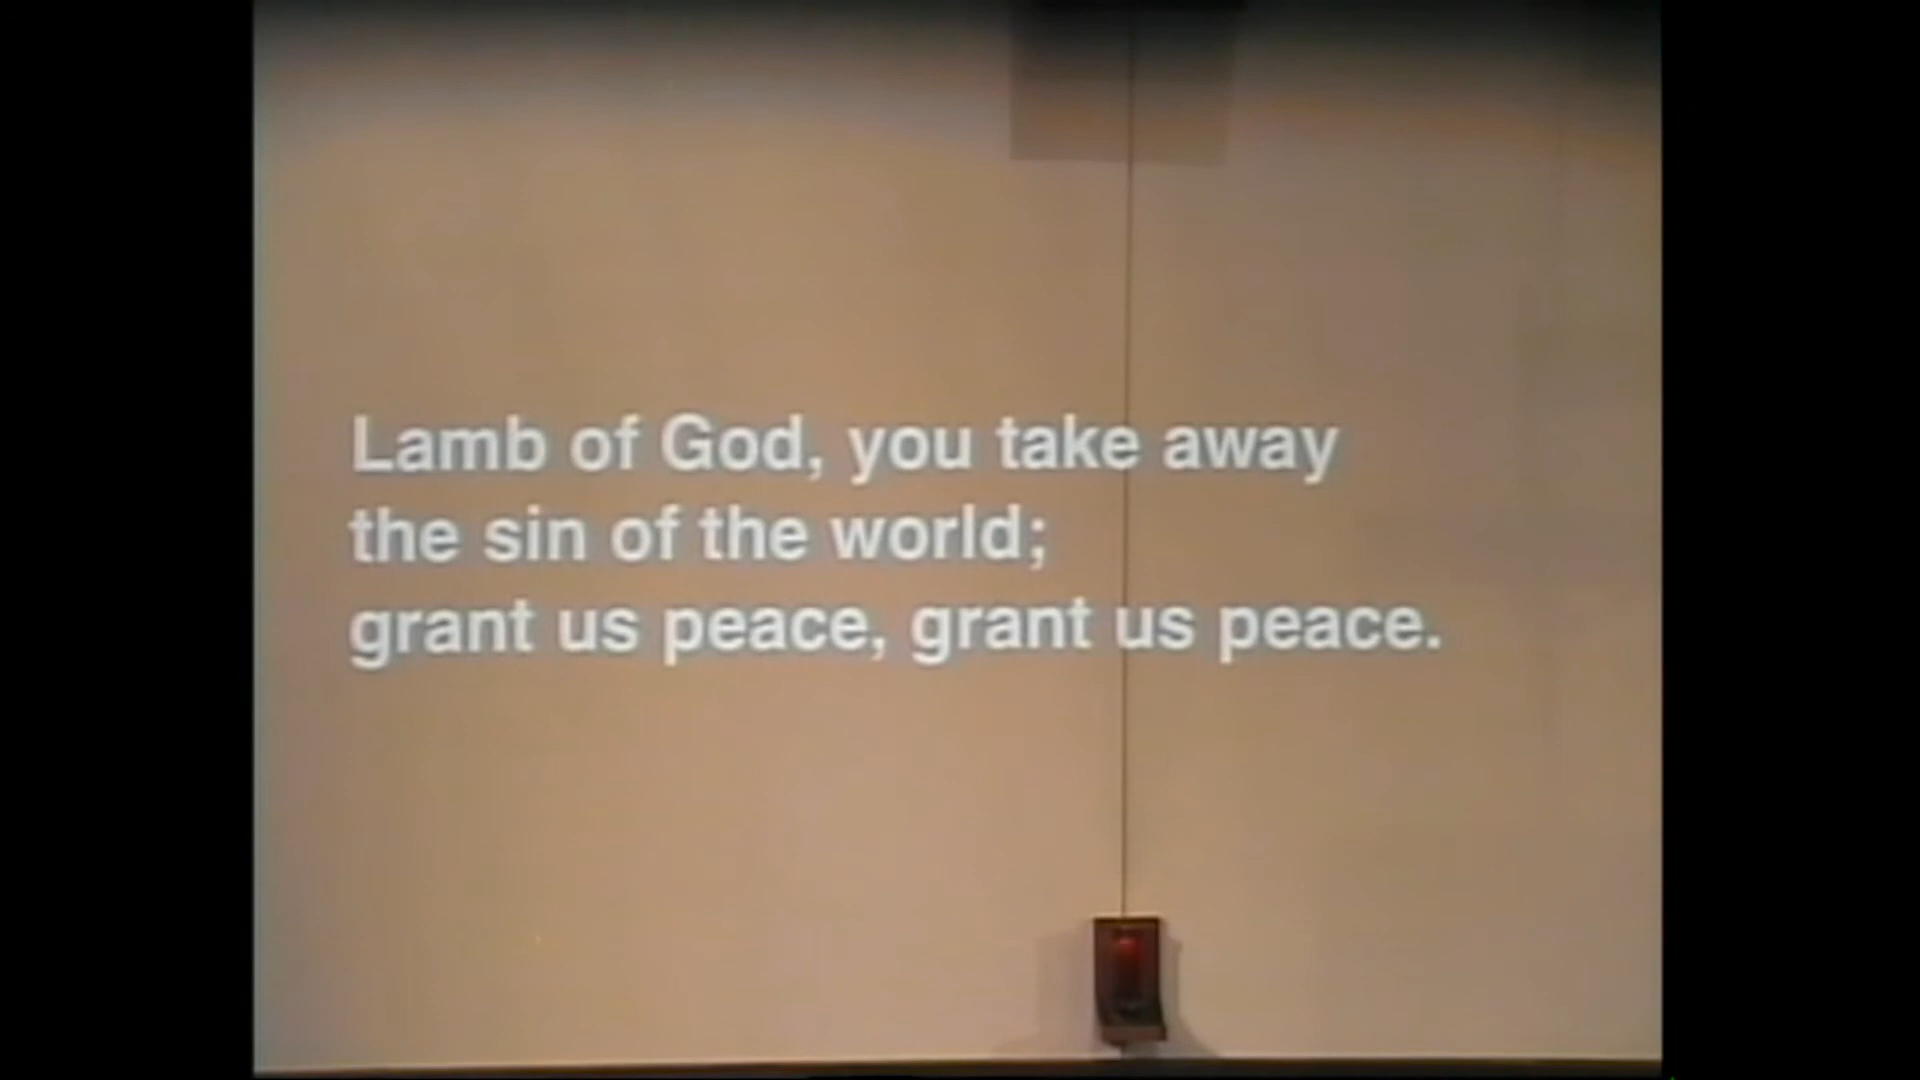 Lamb of God, you take away
the sin of the world;
grant us peace, grant us peace.